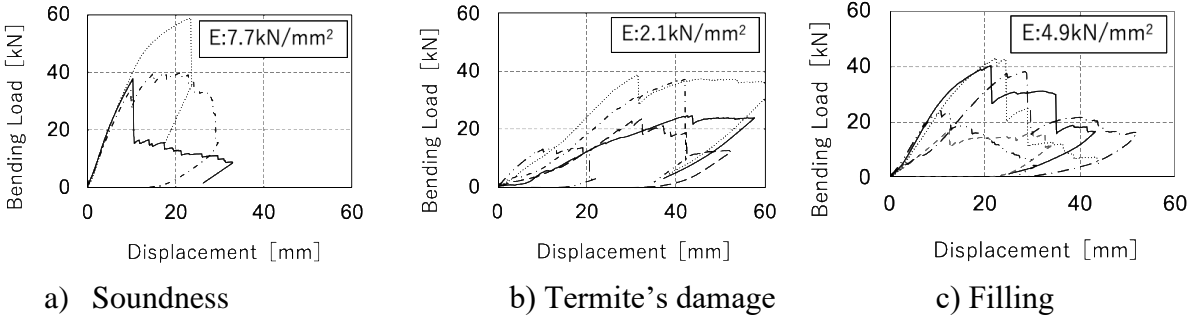 Bending Load [kN]
60
40
20
0
E:7.7kN/mm²
0 20 40 60
Displacement [mm]
a) Soundness
Bending Load [kN]
60
40
20
0
E:2.1kN/mm²
0 20 40 60
Displacement [mm]
b) Termite's damage
Bending Load [kN]
60
40
20
0
E:4.9kN/mm²
0 20 40 60
Displacement [mm]
c) Filling